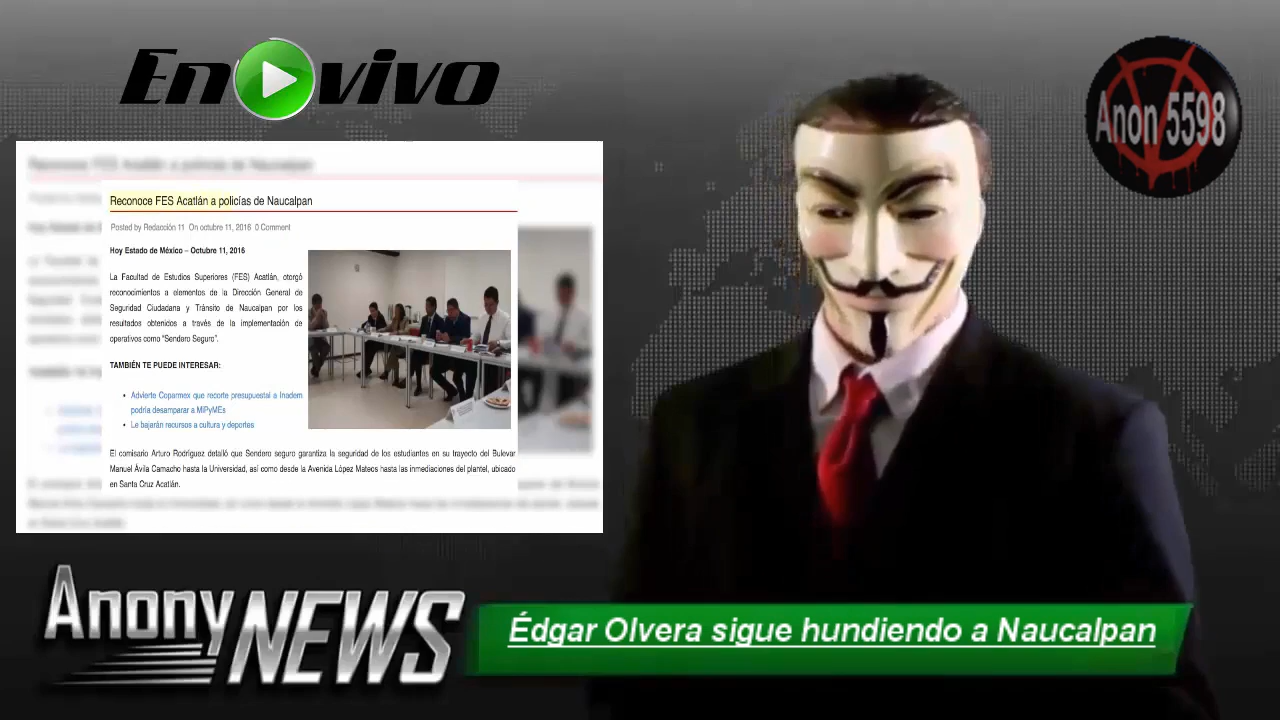 En vivo
Anon 5598
Reconoce FES Acatlán a policías de Naucalpan
Reconoce FES Acatlán a policías de Naucalpan
Posted by Redacción 11 On octubre 11, 2016 0 Comment
Hoy Estado de México – Octubre 11, 2016
La Facultad de Estudios Superiores (FES) Acatlán, otorgó
reconocimientos a elementos de la Dirección General de
Seguridad Ciudadana y Tránsito de Naucalpan por los
resultados obtenidos a través de la implementación de
operativos como “Sendero Seguro”.
TAMBIÉN TE PUEDE INTERESAR:
• Advierte Coparmex que recorte presupuestal a Inadem
podría desamparar a MiPyMEs
• Le bajarán recursos a cultura y deportes
El comisario Arturo Rodríguez detalló que Sendero seguro garantiza la seguridad de los estudiantes en su trayecto del Bulevar
Manuel Ávila Camacho hasta la Universidad, así como desde la Avenida López Mateos hasta las inmediaciones del plantel, ubicado
en Santa Cruz Acatlán.
AnonyNEWS
Édgar Olvera sigue hundiendo a Naucalpan